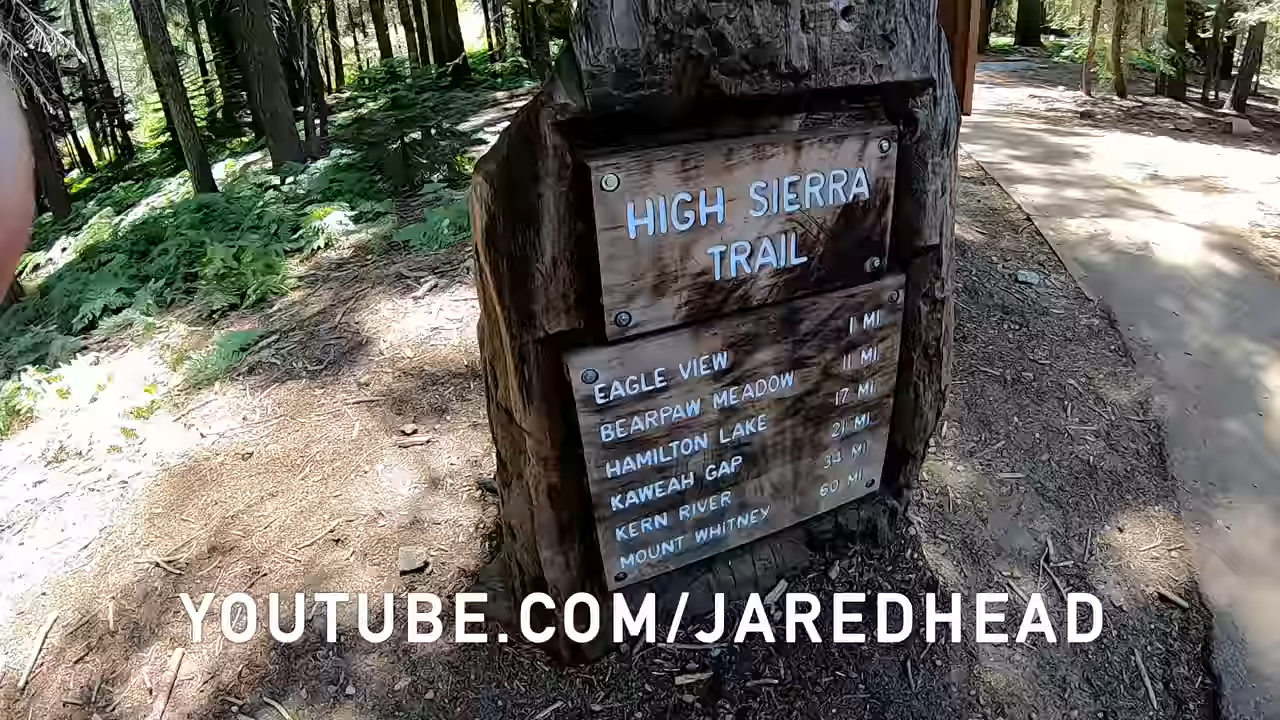 HIGH SIERRA
TRAIL
EAGLE VIEW 1 MI.
BEARPAW MEADOW 11 MI.
HAMILTON LAKE 17 MI.
KAWEAH GAP 21 MI.
KERN RIVER 34 MI.
MOUNT WHITNEY 60 MI.
YOUTUBE.COM/JAREDHEAD